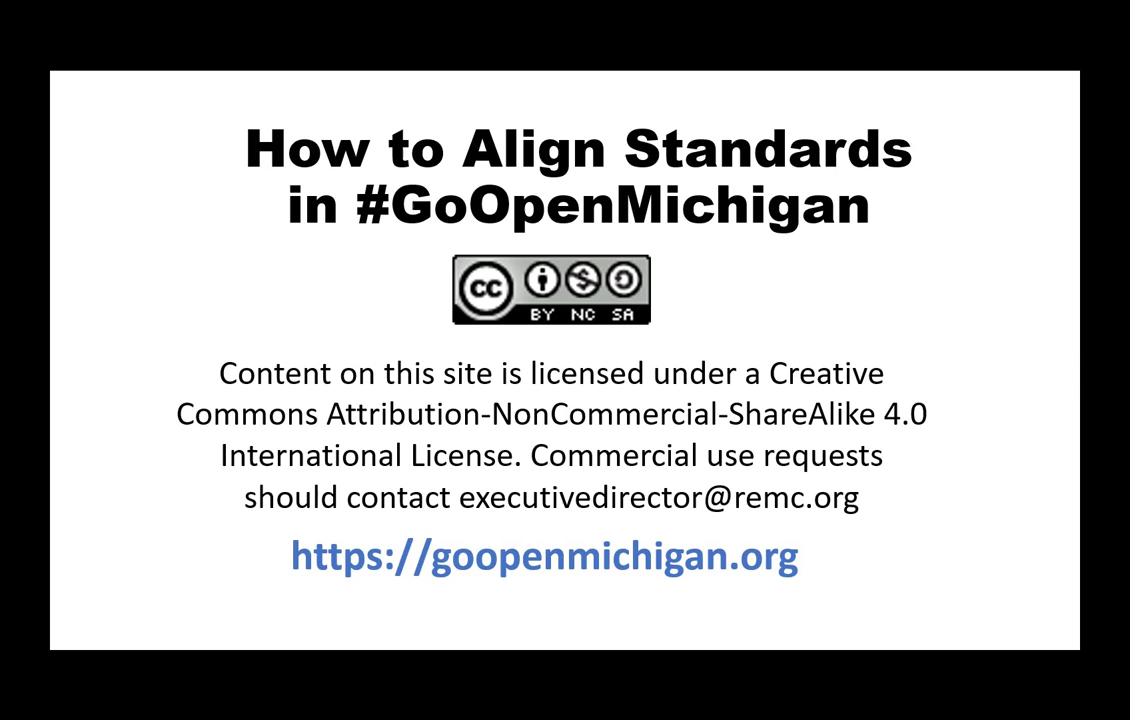 How to Align Standards
in #GoOpenMichigan
cc
BY NC SA
Content on this site is licensed under a Creative
Commons Attribution-NonCommercial-ShareAlike 4.0
International License. Commercial use requests
should contact executivedirector@remc.org
https://goopenmichigan.org